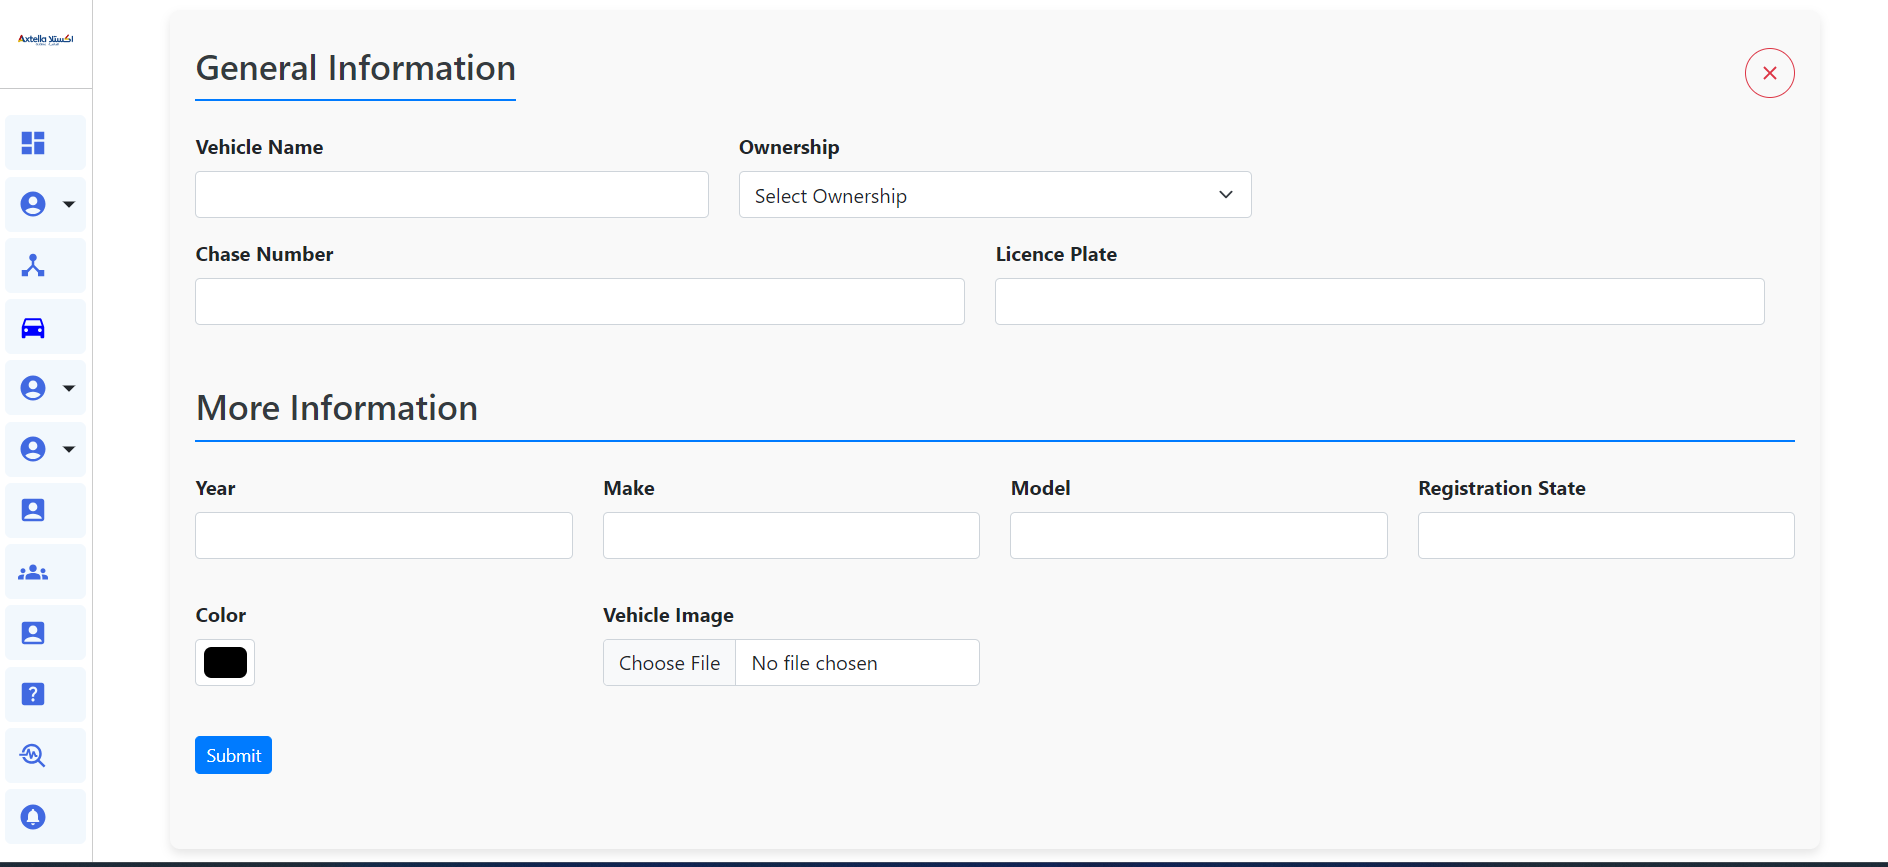 Axtella اكستلا
General Information
Vehicle Name
Ownership
Select Ownership
Chase Number
Licence Plate
More Information
Year
Make
Model
Registration State
Color
Vehicle Image
Choose File
No file chosen
Submit